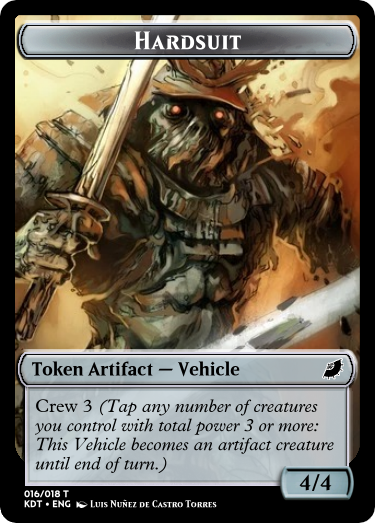 HARDSUIT
Token Artifact — Vehicle
Crew 3 (Tap any number of creatures
you control with total power 3 or more:
This Vehicle becomes an artifact creature
until end of turn.)
4/4
016/018 T
KDT • ENG LUIS NUÑEZ DE CASTRO TORRES